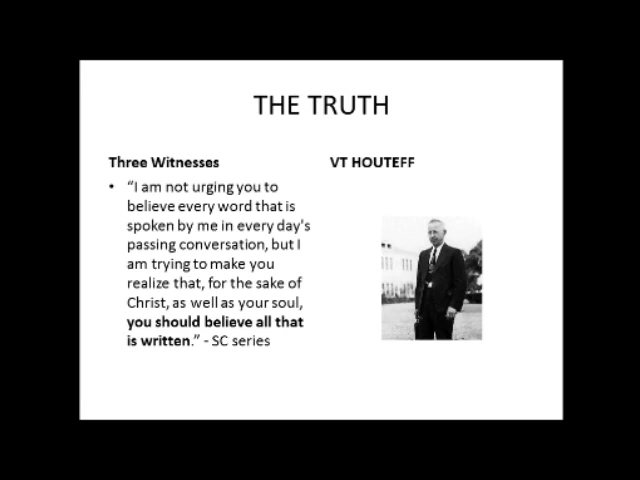 THE TRUTH
Three Witnesses
• “I am not urging you to
believe every word that is
spoken by me in every day's
passing conversation, but I
am trying to make you
realize that, for the sake of
Christ, as well as your soul,
you should believe all that
is written.” - SC series
VT HOUTEFF